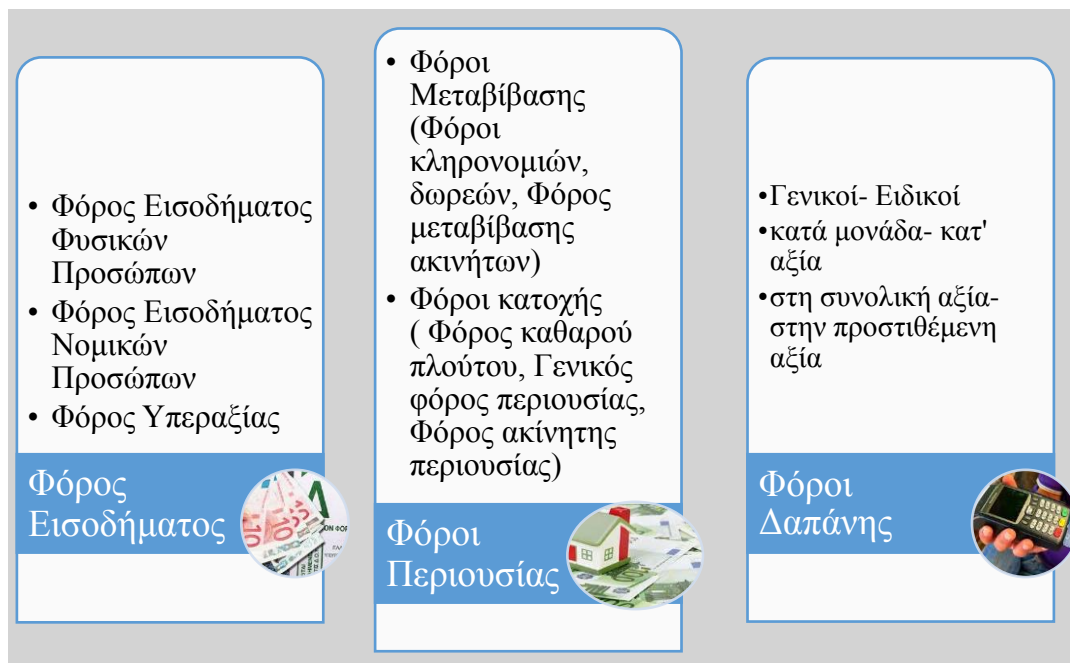 • Φόρος Εισοδήματος
Φυσικών
Προσώπων
• Φόρος Εισοδήματος
Νομικών
Προσώπων
• Φόρος Υπεραξίας
Φόρος
Εισοδήματος
• Φόροι
Μεταβίβασης
(Φόροι
κληρονομιών,
δωρεών, Φόρος
μεταβίβασης
ακινήτων)
• Φόροι κατοχής
( Φόρος καθαρού
πλούτου, Γενικός
φόρος περιουσίας,
Φόρος ακίνητης
περιουσίας)
Φόροι
Περιουσίας
•Γενικοί- Ειδικοί
•κατά μονάδα- κατ'
αξία
•στη συνολική αξία-
στην προστιθέμενη
αξία
Φόροι
Δαπάνης